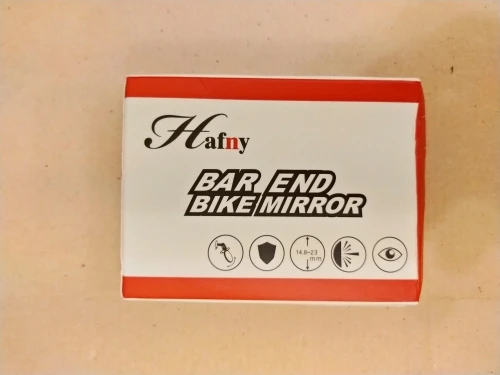 Hafny
BAR END
BIKE MIRROR
14.8-23
mm